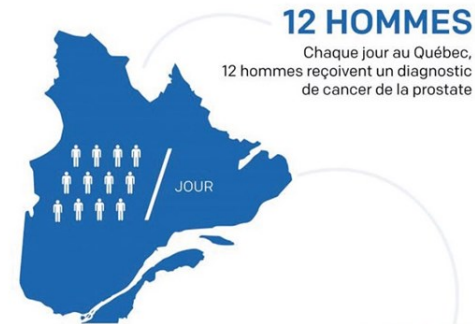 12 HOMMES
Chaque jour au Québec,
12 hommes reçoivent un diagnostic
de cancer de la prostate
JOUR